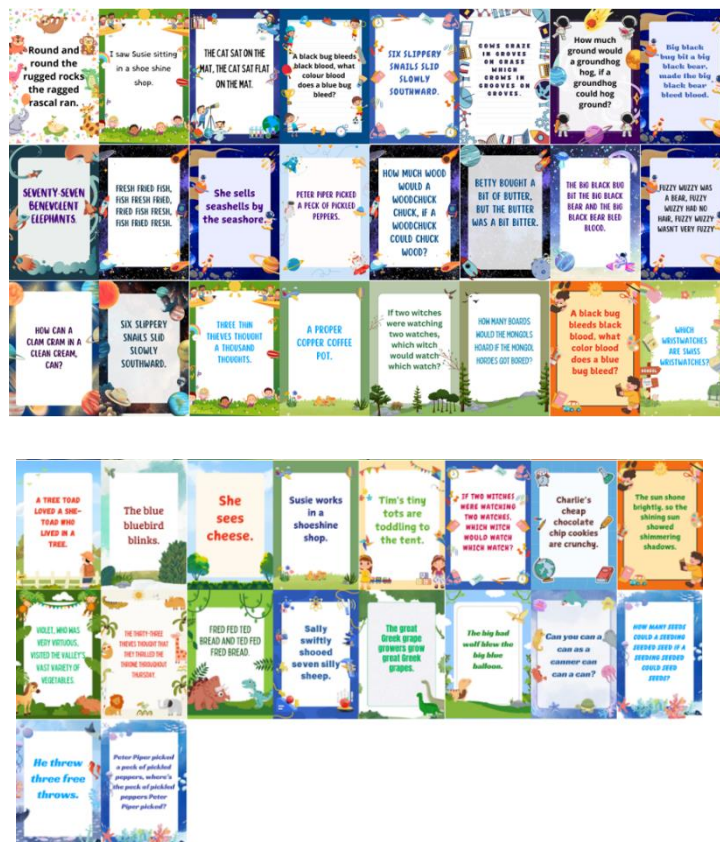 Round and
round the
rugged rocks
the ragged
rascal ran.
I saw Susie sitting
in a shoe shine
shop.
THE CAT SAT ON THE
MAT, THE CAT SAT FLAT
ON THE MAT.
A black bug bleeds
black blood, what
colour blood
does a blue bug
bleed?
SIX SLIPPERY
SNAILS SLID
SLOWLY
SOUTHWARD.
COWS GRAZE
IN GROVES
ON GRASS
WHICH
GROWS IN
GROOVES ON
GROVES.
How much
ground would
a groundhog
hog, if a
groundhog
could hog
ground?
Big black
bug bit a big
black bear,
made the big
black bear
bleed blood.
SEVENTY-SEVEN
BENEVOLENT
ELEPHANTS.
FRESH FRIED FISH,
FISH FRESH FRIED,
FRIED FISH FRESH,
FISH FRIED FRESH.
She sells
seashells by
the seashore.
PETER PIPER PICKED
A PECK OF PICKLED
PEPPERS.
HOW MUCH WOOD
WOULD A
WOODCHUCK
CHUCK, IF A
WOODCHUCK
COULD CHUCK
WOOD?
BETTY BOUGHT A
BIT OF BUTTER,
BUT THE BUTTER
WAS A BIT BITTER.
THE BIG BLACK BUG
BIT THE BIG BLACK
BEAR AND THE BIG
BLACK BEAR BLED
BLOOD.
FUZZY WUZZY WAS
A BEAR, FUZZY
WUZZY HAD NO
HAIR, FUZZY WUZZY
WASN'T VERY FUZZY
HOW CAN A
CLAM CRAM IN A
CLEAN CREAM,
CAN?
SIX SLIPPERY
SNAILS SLID
SLOWLY
SOUTHWARD.
THREE THIN
THIEVES THOUGHT
A THOUSAND
THOUGHTS.
A PROPER
COPPER COFFEE
POT.
If two witches
were watching
two watches,
which witch
would watch
which watch?
HOW MANY BOARDS
WOULD THE MONGOLS
HOARD IF THE MONGOL
HORDES GOT BORED?
A black bug
bleeds black
blood, what
color blood
does a blue
bug bleed?
WHICH
WRISTWATCHES
ARE SWISS
WRISTWATCHES?
A TREE TOAD
LOVED A SHE-
TOAD WHO
LIVED IN A
TREE.
The blue
bluebird
blinks.
She
sees
cheese.
Susie works
in a
shoeshine
shop.
Tim's tiny
tots are
toddling to
the tent.
IF TWO WITCHES
WERE WATCHING
TWO WATCHES,
WHICH WITCH
WOULD WATCH
WHICH WATCH?
Charlie's
cheap
chocolate
chip cookies
are crunchy.
The sun shone
brightly, so the
shining sun
showed
shimmering
shadows.
VIOLET, WHO WAS
VERY VIRTUOUS,
VISITED THE VALLEY'S
VAST VARIETY OF
VEGETABLES.
THE THIRTY-THREE
THIEVES THOUGHT THAT
THEY THRILLED THE
THRONE THROUGHOUT
THURSDAY.
FRED FED TED
BREAD AND TED FED
FRED BREAD.
Sally
swiftly
shooed
seven silly
sheep.
The great
Greek grape
growers grow
great Greek
grapes.
The big bad
wolf blew the
big blue
balloon.
Can you can a
can as a
canner can
can a can?
HOW MANY SEEDS
COULD A SEEDING
SEEDED SEED IF A
SEEDING SEEDED
COULD SEED
SEEDS?
He threw
three free
throws.
Peter Piper picked
a peck of pickled
peppers, where's
the peck of pickled
peppers Peter
Piper picked?